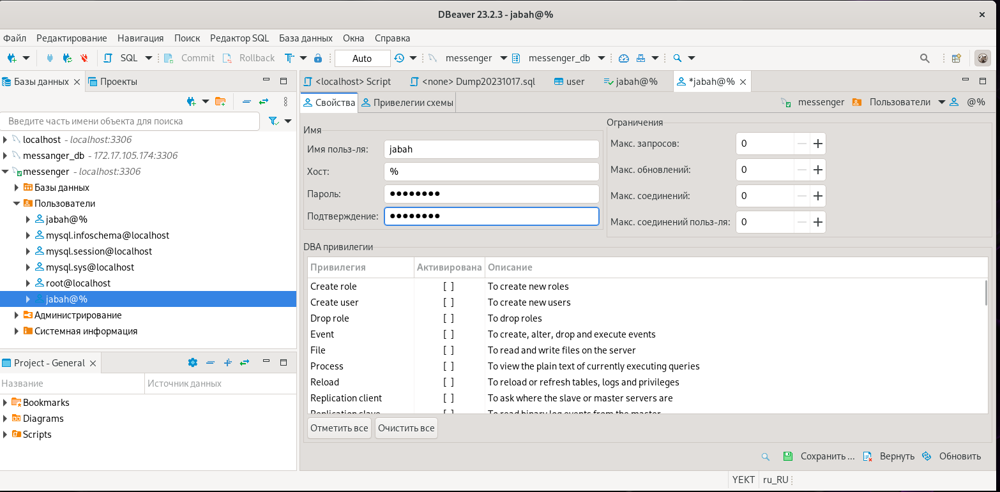 DBeaver 23.2.3 - jabah@%
Файл Редактирование Навигация Поиск Редактор SQL База данных Окна Справка
SQL Commit Rollback Auto messenger messenger_db
Базы данных Проекты
Введите часть имени объекта для поиска
localhost - localhost:3306
messanger_db - 172.17.105.174:3306
messenger - localhost:3306
Базы данных
Пользователи
jabah@%
mysql.infoschema@localhost
mysql.session@localhost
mysql.sys@localhost
root@localhost
jabah@%
Администрирование
Системная информация
Project - General
Название Источник данных
Bookmarks
Diagrams
Scripts
<localhost> Script <none> Dump20231017.sql user jabah@% *jabah@%
Свойства Привелегии схемы messenger Пользователи @%
Имя
Имя польз-ля: jabah
Хост: %
Пароль: ●●●●●●●●
Подтверждение: ●●●●●●●●
Ограничения
Макс. запросов: 0
Макс. обновлений: 0
Макс. соединений: 0
Макс. соединений польз-ля: 0
DBA привилегии
Привилегия Активирована Описание
Create role [ ] To create new roles
Create user [ ] To create new users
Drop role [ ] To drop roles
Event [ ] To create, alter, drop and execute events
File [ ] To read and write files on the server
Process [ ] To view the plain text of currently executing queries
Reload [ ] To reload or refresh tables, logs and privileges
Replication client [ ] To ask where the slave or master servers are
Replication slave [ ] To read binary log events from the master
Отметить все Очистить все
Сохранить ... Вернуть Обновить
YEKT ru_RU